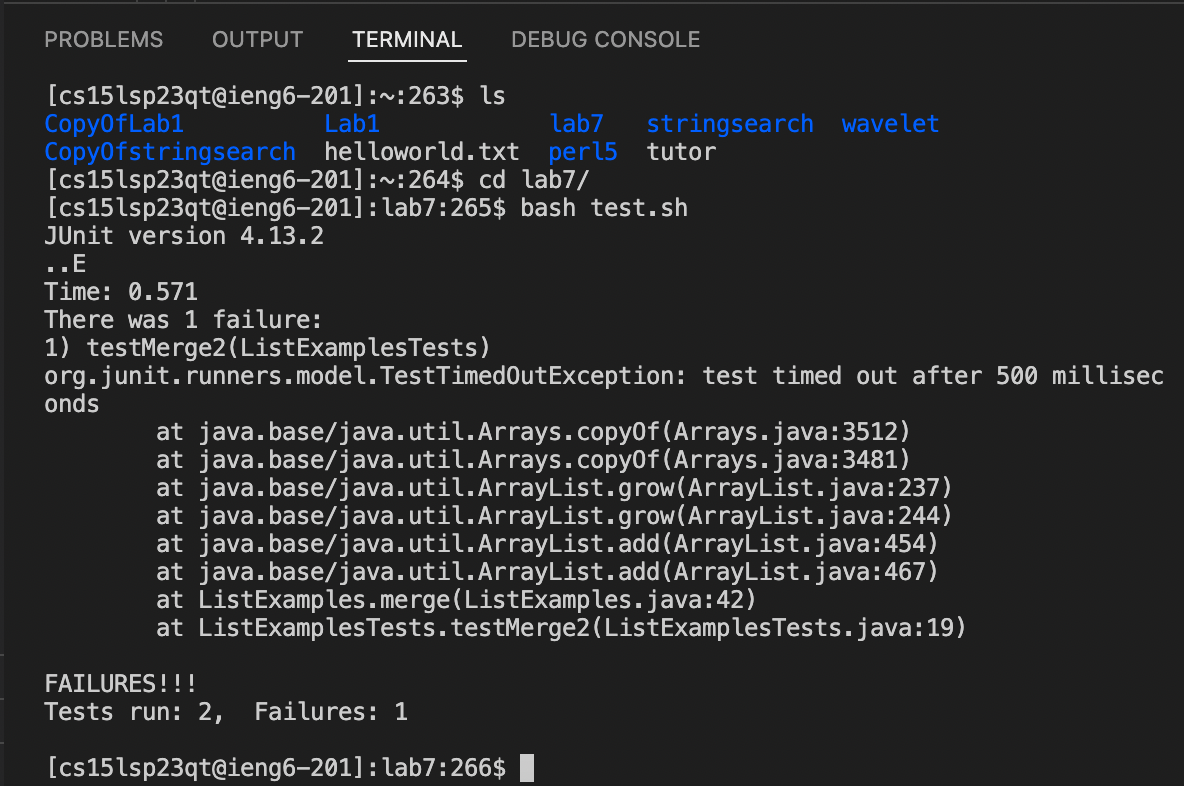 PROBLEMS OUTPUT TERMINAL DEBUG CONSOLE
[cs15lsp23qt@ieng6-201]:~:263$ ls
CopyOfLab1 Lab1 lab7 stringsearch wavelet
CopyOfstringsearch helloworld.txt perl5 tutor
[cs15lsp23qt@ieng6-201]:~:264$ cd lab7/
[cs15lsp23qt@ieng6-201]:lab7:265$ bash test.sh
JUnit version 4.13.2
..E
Time: 0.571
There was 1 failure:
1) testMerge2(ListExamplesTests)
org.junit.runners.model.TestTimedOutException: test timed out after 500 millisec
onds
at java.base/java.util.Arrays.copyOf(Arrays.java:3512)
at java.base/java.util.Arrays.copyOf(Arrays.java:3481)
at java.base/java.util.ArrayList.grow(ArrayList.java:237)
at java.base/java.util.ArrayList.grow(ArrayList.java:244)
at java.base/java.util.ArrayList.add(ArrayList.java:454)
at java.base/java.util.ArrayList.add(ArrayList.java:467)
at ListExamples.merge(ListExamples.java:42)
at ListExamplesTests.testMerge2(ListExamplesTests.java:19)
FAILURES!!!
Tests run: 2,  Failures: 1
[cs15lsp23qt@ieng6-201]:lab7:266$